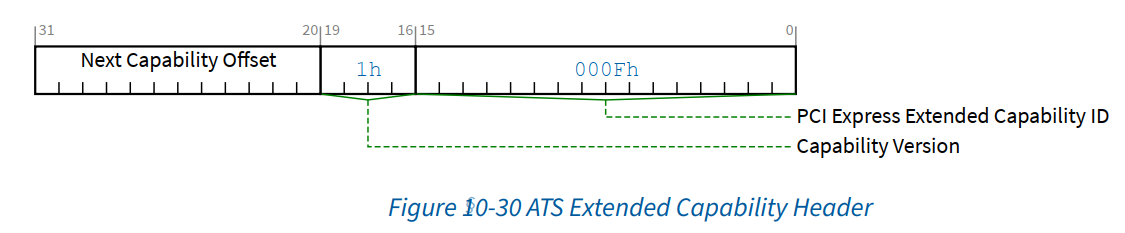 31 20 19 16 15 0
Next Capability Offset 1h 000Fh
PCI Express Extended Capability ID
Capability Version
Figure 10-30 ATS Extended Capability Header